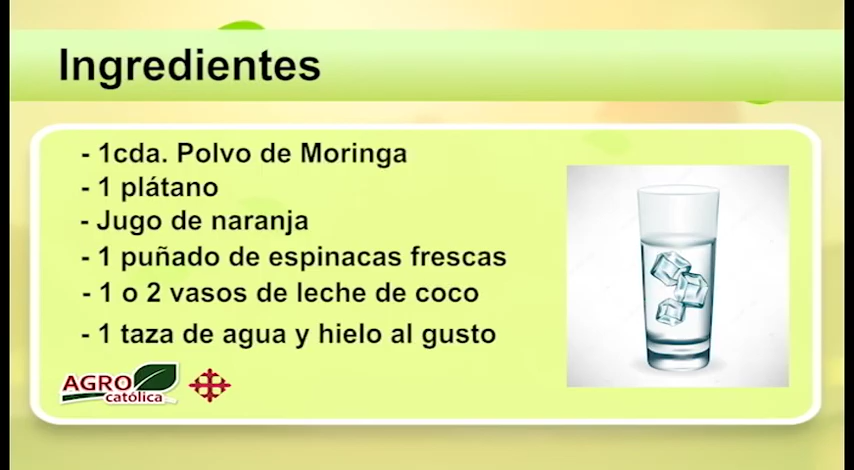 Ingredientes
- 1cda. Polvo de Moringa
- 1 plátano
- Jugo de naranja
- 1 puñado de espinacas frescas
- 1 o 2 vasos de leche de coco
- 1 taza de agua y hielo al gusto
AGRO
católica